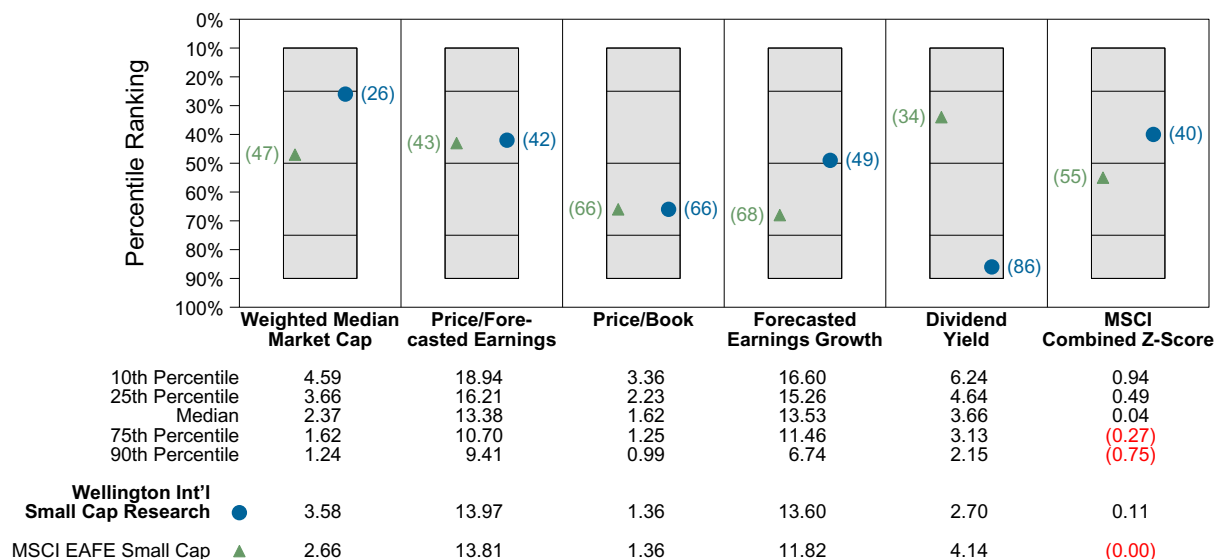 0%
10%
20%
30%
40%
50%
60%
70%
80%
90%
100%
Percentile Ranking
(26)
(47)
(43)
(42)
(66)
(66)
(49)
(68)
(34)
(86)
(40)
(55)
Weighted Median Market Cap
Price/Fore- casted Earnings
Price/Book
Forecasted Earnings Growth
Dividend Yield
MSCI Combined Z-Score
10th Percentile 4.59 18.94 3.36 16.60 6.24 0.94
25th Percentile 3.66 16.21 2.23 15.26 4.64 0.49
Median 2.37 13.38 1.62 13.53 3.66 0.04
75th Percentile 1.62 10.70 1.25 11.46 3.13 (0.27)
90th Percentile 1.24 9.41 0.99 6.74 2.15 (0.75)
Wellington Int'l
Small Cap Research 3.58 13.97 1.36 13.60 2.70 0.11
MSCI EAFE Small Cap 2.66 13.81 1.36 11.82 4.14 (0.00)